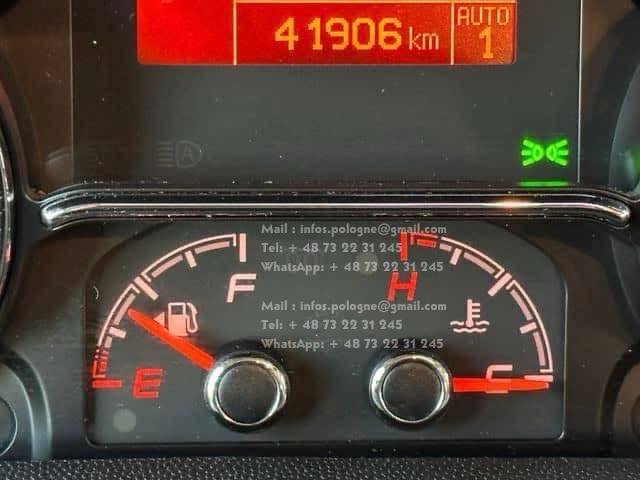 41906 km
AUTO
1
A
Mail : infos.pologne@gmail.com
Tel: + 48 73 22 31 245
WhatsApp: + 48 73 22 31 245
F
H
Mail : infos.pologne@gmail.com
Tel: + 48 73 22 31 245
WhatsApp: + 48 73 22 31 245
E
C